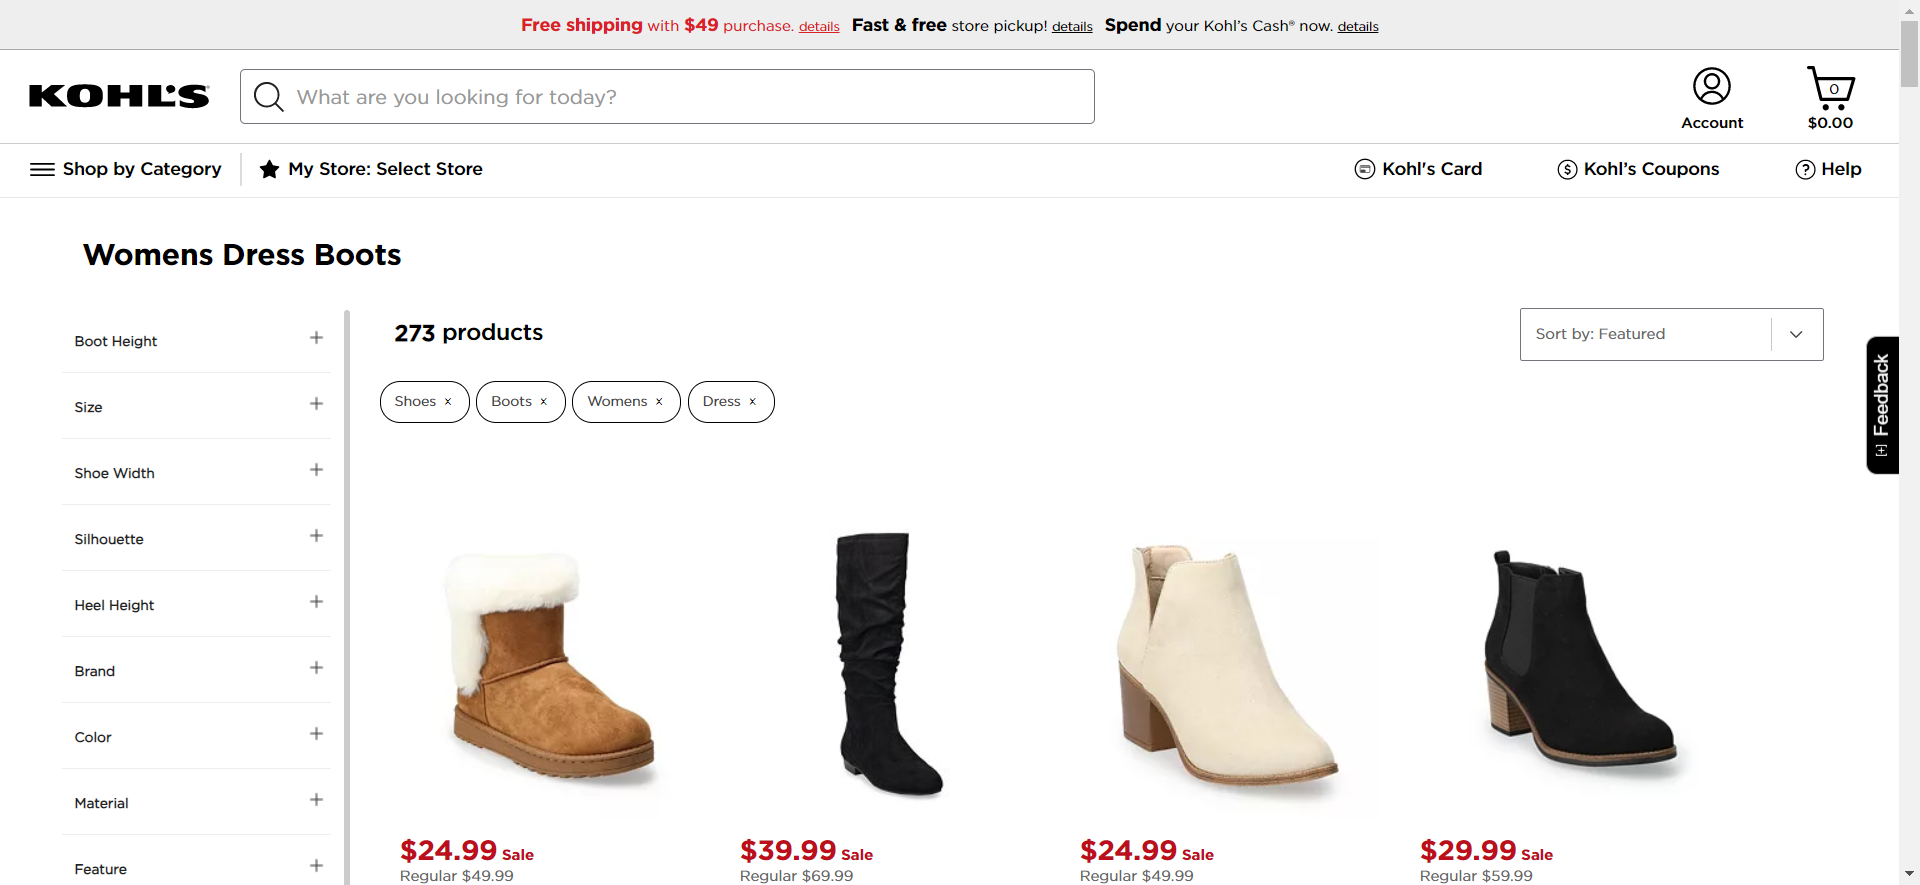 Free shipping with $49 purchase. details Fast & free store pickup! details Spend your Kohl's Cash® now. details
KOHL'S
What are you looking for today?
Account
0
$0.00
Shop by Category
My Store: Select Store
Kohl's Card
Kohl's Coupons
Help
Womens Dress Boots
Boot Height
Size
Shoe Width
Silhouette
Heel Height
Brand
Color
Material
Feature
273 products
Sort by: Featured
Shoes x
Boots x
Womens x
Dress x
[+] Feedback
$24.99 Sale
Regular $49.99
$39.99 Sale
Regular $69.99
$24.99 Sale
Regular $49.99
$29.99 Sale
Regular $59.99